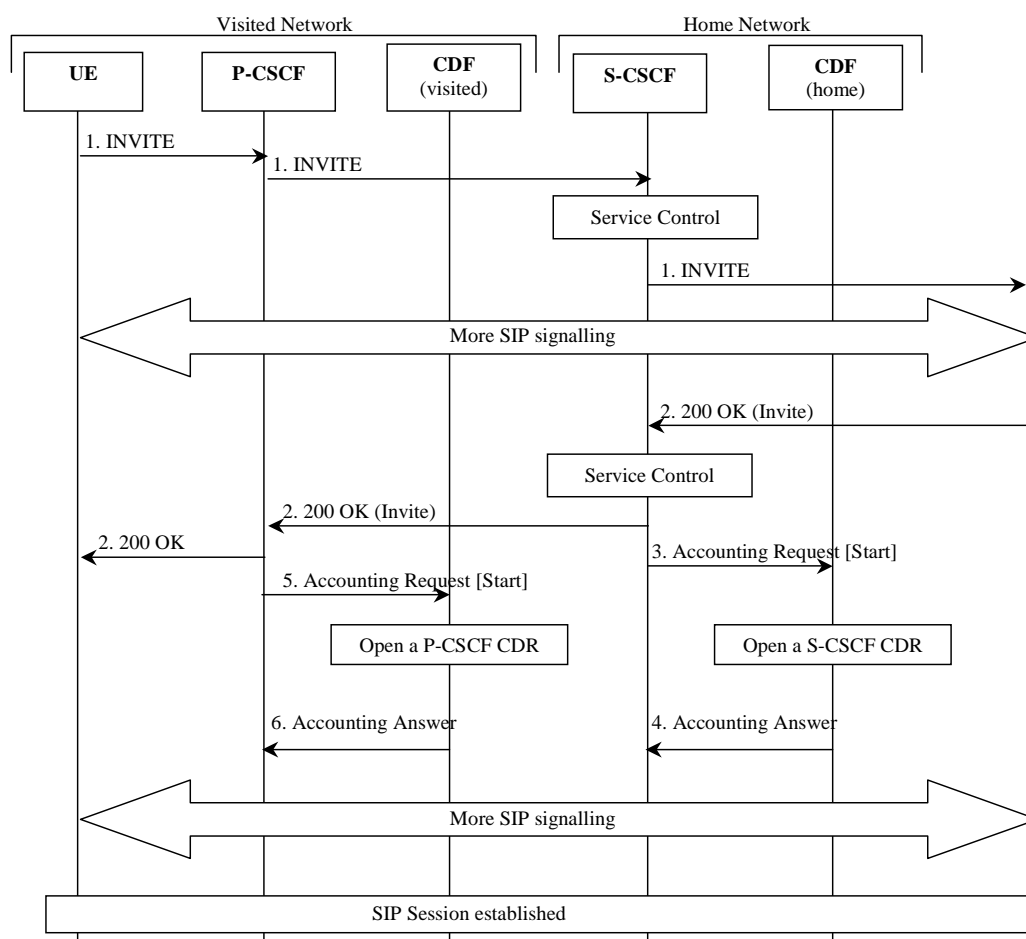 Visited Network
Home Network
UE
P-CSCF
CDF
(visited)
S-CSCF
CDF
(home)
1. INVITE
1. INVITE
Service Control
1. INVITE
More SIP signalling
2. 200 OK (Invite)
Service Control
2. 200 OK (Invite)
2. 200 OK
3. Accounting Request [Start]
5. Accounting Request [Start]
Open a P-CSCF CDR
Open a S-CSCF CDR
6. Accounting Answer
4. Accounting Answer
More SIP signalling
SIP Session established